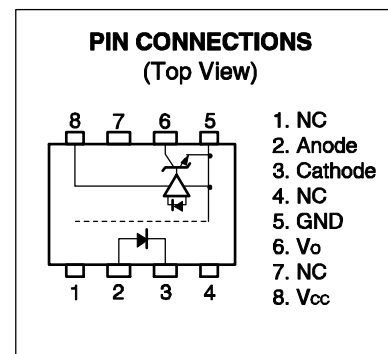 PIN CONNECTIONS
(Top View)
8 7 6 5
1 2 3 4
1. NC
2. Anode
3. Cathode
4. NC
5. GND
6. Vo
7. NC
8. Vcc